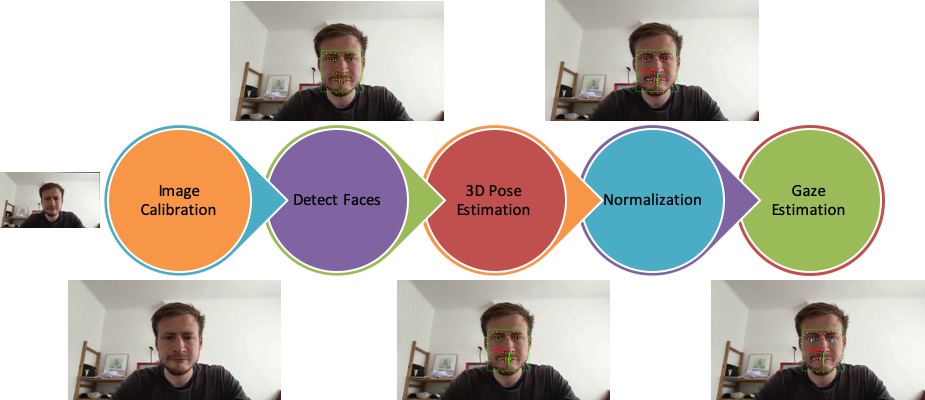 Image
Calibration
Detect Faces
3D Pose
Estimation
Normalization
Gaze
Estimation